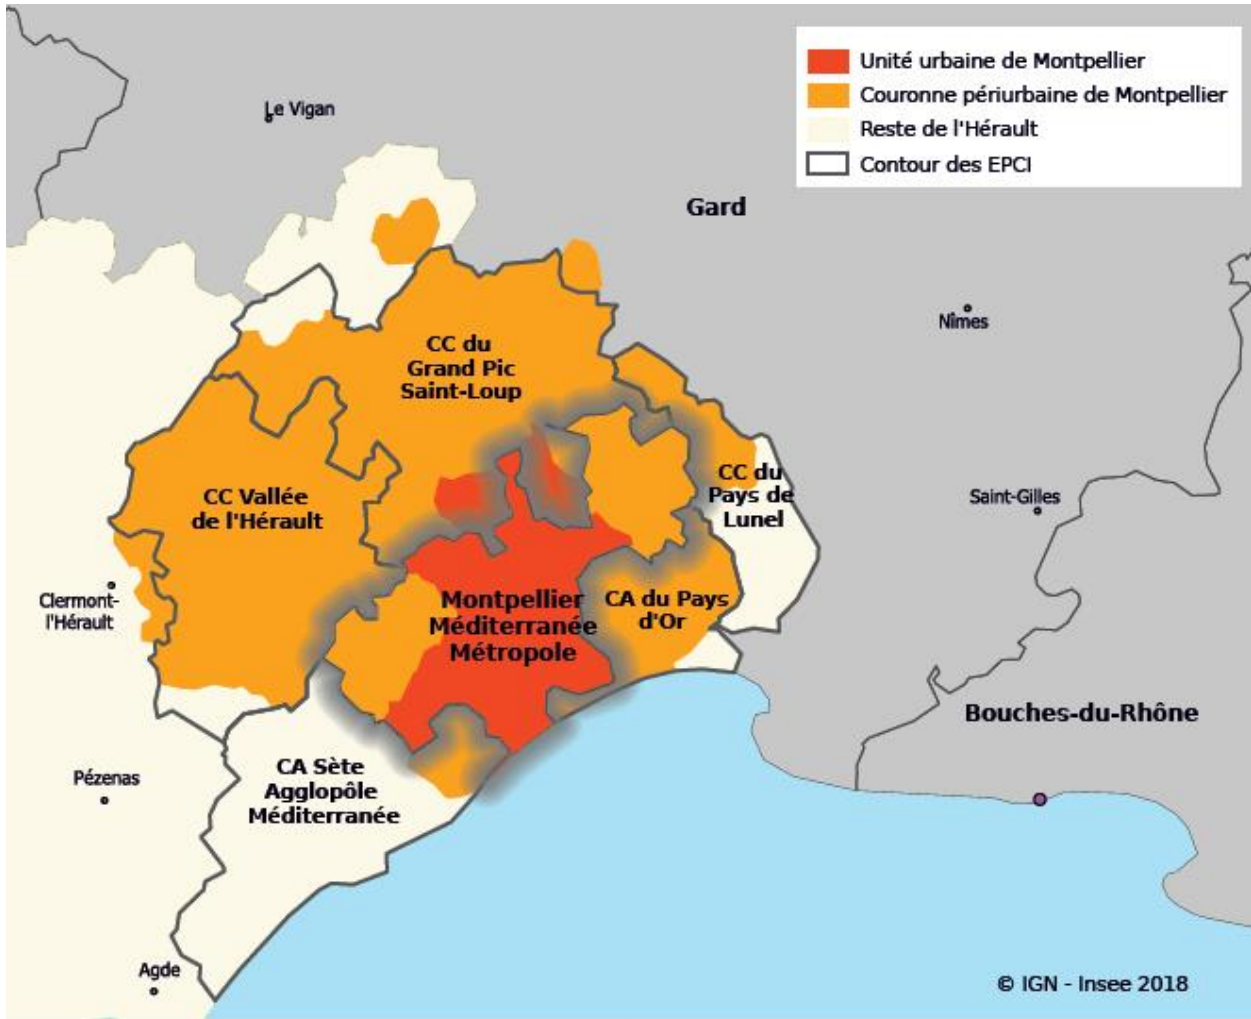 Unité urbaine de Montpellier
Couronne périurbaine de Montpellier
Reste de l'Hérault
Contour des EPCI
Le Vigan
Gard
Nîmes
CC du
Grand Pic
Saint-Loup
CC Vallée
de l'Hérault
CC du
Pays de
Lunel
Saint-Gilles
Clermont-
l'Hérault
Montpellier
Méditerranée
Métropole
CA du Pays
d'Or
Bouches-du-Rhône
Pézenas
CA Sète
Agglopôle
Méditerranée
Agde
© IGN - Insee 2018